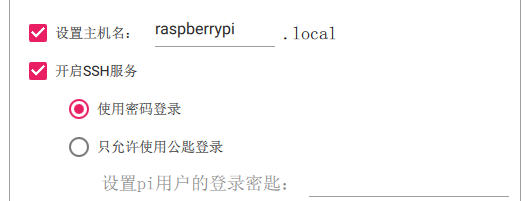 设置主机名： raspberrypi .local
开启SSH服务
使用密码登录
只允许使用公匙登录
设置pi用户的登录密匙：